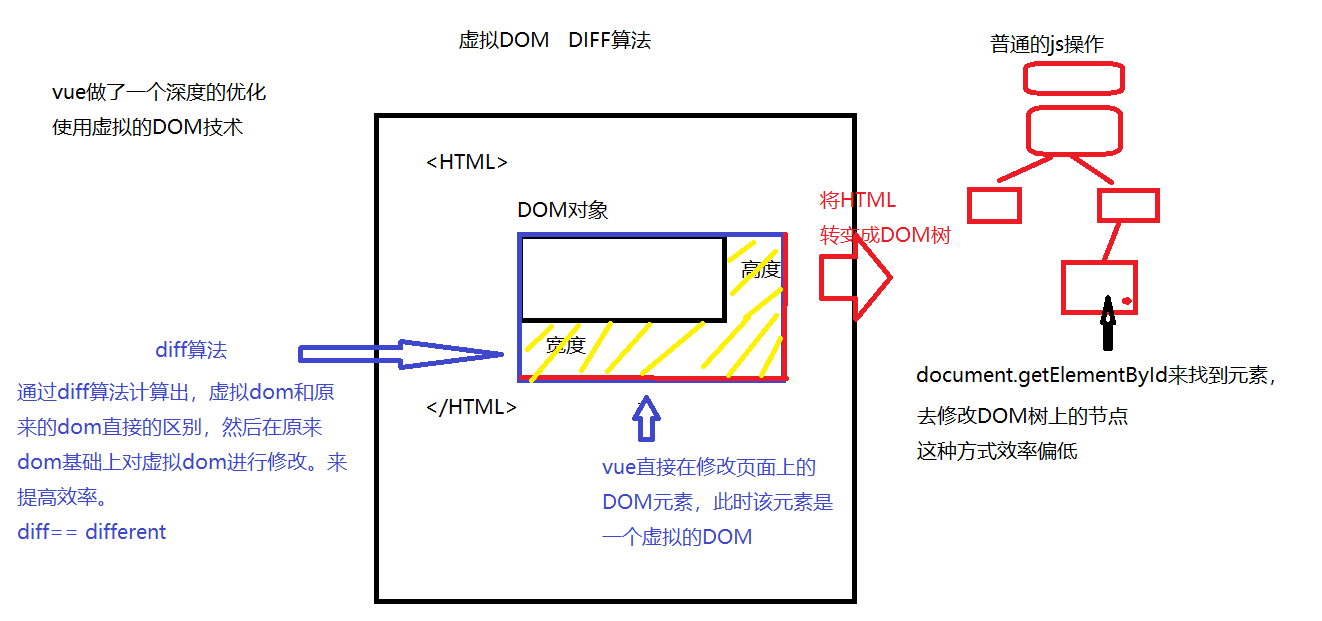 虚拟DOM DIFF算法
普通的js操作
vue做了一个深度的优化
使用虚拟的DOM技术
<HTML>
DOM对象
将HTML
转变成DOM树
高度
宽度
diff算法
通过diff算法计算出，虚拟dom和原
来的dom直接的区别，然后在原来
dom基础上对虚拟dom进行修改。来
提高效率。
diff== different
</HTML>
vue直接在修改页面上的
DOM元素，此时该元素是
一个虚拟的DOM
document.getElementById来找到元素，
去修改DOM树上的节点
这种方式效率偏低